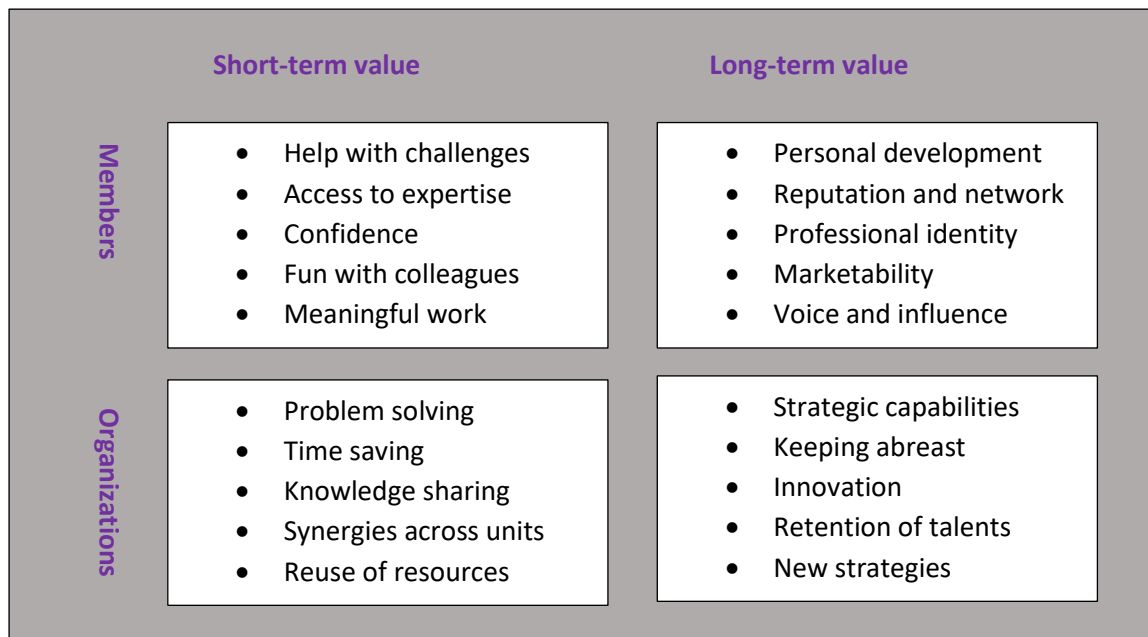 Short-term value
Long-term value
Members
• Help with challenges
• Access to expertise
• Confidence
• Fun with colleagues
• Meaningful work
• Personal development
• Reputation and network
• Professional identity
• Marketability
• Voice and influence
Organizations
• Problem solving
• Time saving
• Knowledge sharing
• Synergies across units
• Reuse of resources
• Strategic capabilities
• Keeping abreast
• Innovation
• Retention of talents
• New strategies